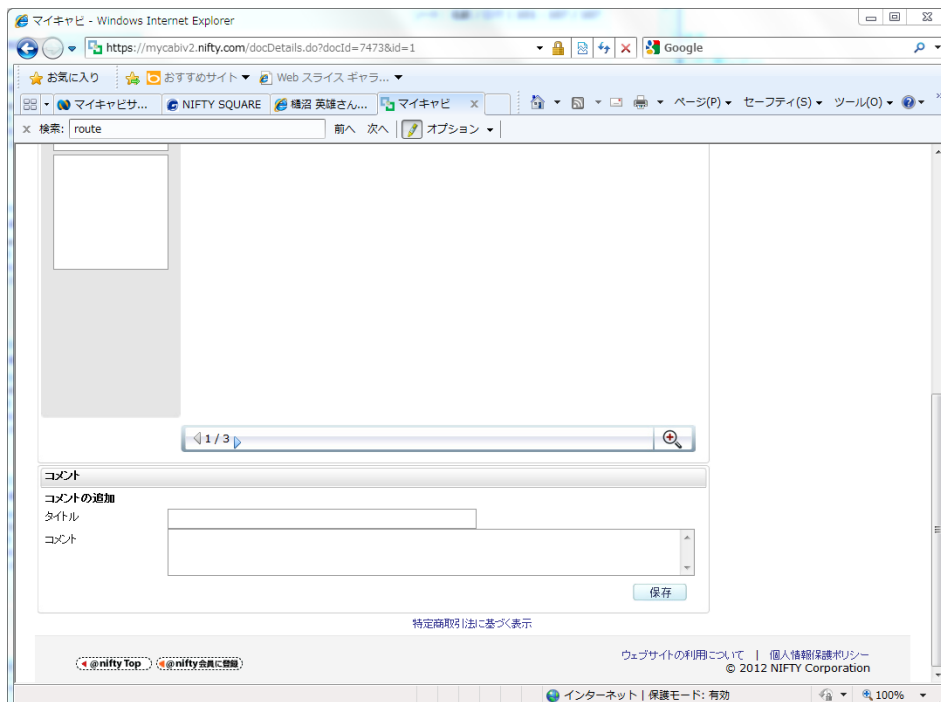 マイキャビ - Windows Internet Explorer
https://mycabiv2.nifty.com/docDetails.do?docId=7473&id=1
Google
お気に入り
おすすめサイト
Web スライス ギャラ...
マイキャビサ...
NIFTY SQUARE
英雄さん...
マイキャビ
x
ページ(P)
セーフティ(S)
ツール(O)
»
x 検索: route 前へ 次へ オプション
1 / 3
コメント
コメントの追加
タイトル
コメント
保存
特定商取引法に基づく表示
@nifty Top
@nifty会員に登録
ウェブサイトの利用について | 個人情報保護ポリシー
© 2012 NIFTY Corporation
インターネット | 保護モード: 有効
100%